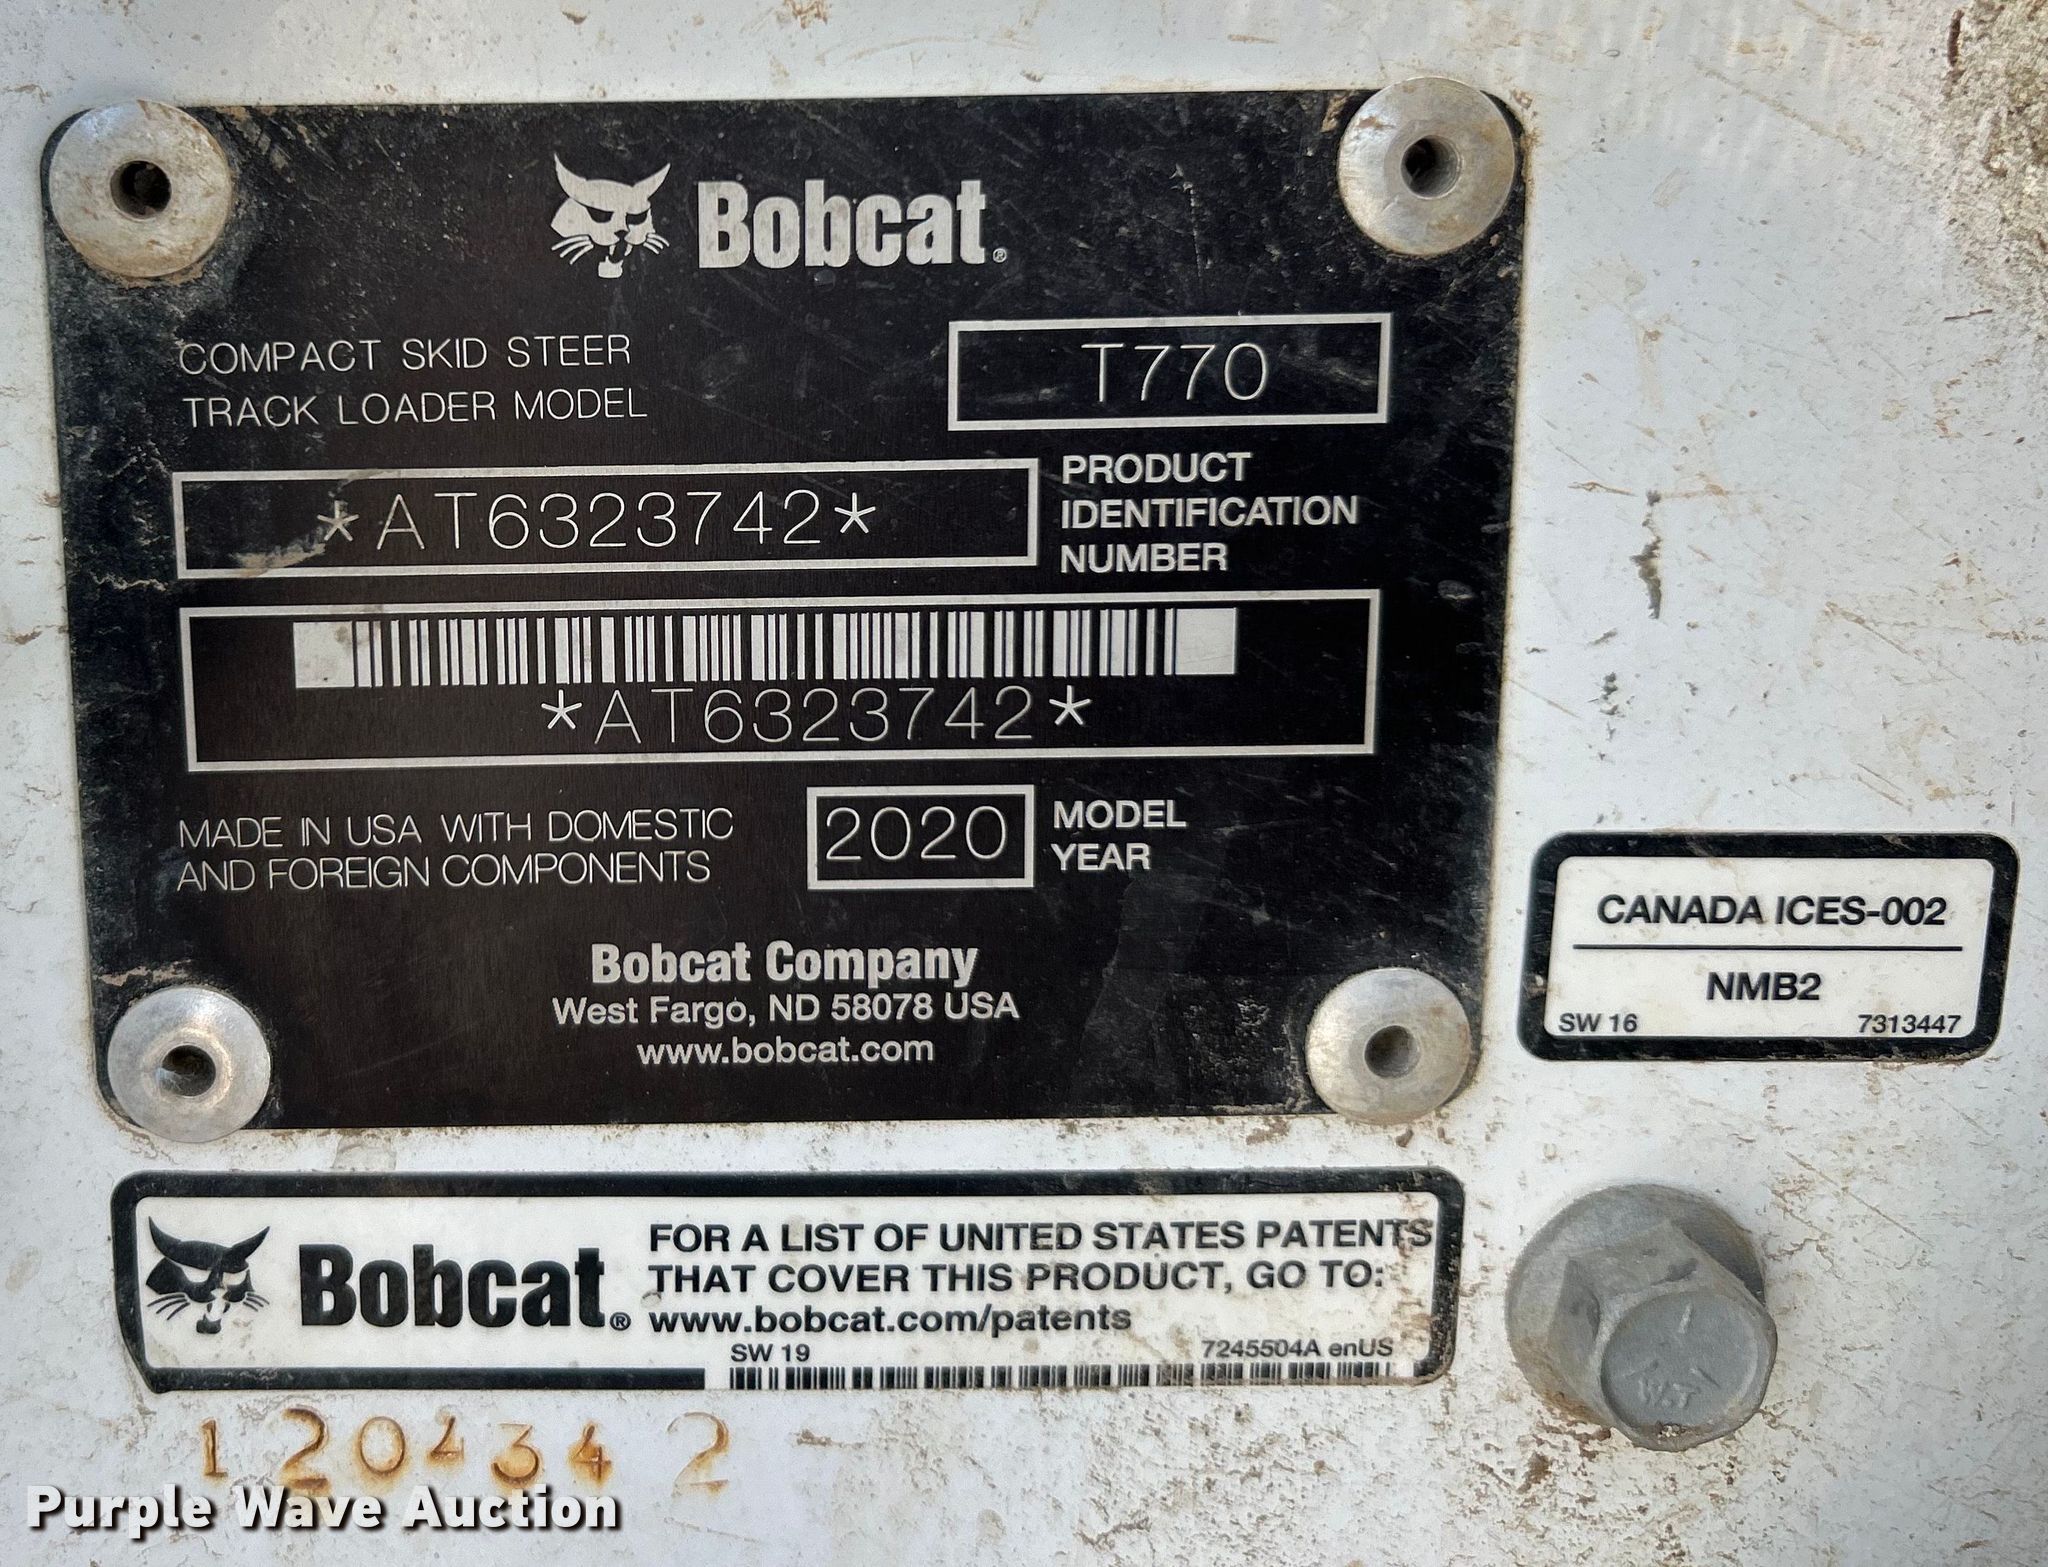 Bobcat®
COMPACT SKID STEER
TRACK LOADER MODEL
T770
*AT6323742*
PRODUCT
IDENTIFICATION
NUMBER
*AT6323742*
MADE IN USA WITH DOMESTIC
AND FOREIGN COMPONENTS
2020
MODEL
YEAR
Bobcat Company
West Fargo, ND 58078 USA
www.bobcat.com
CANADA ICES-002
NMB2
SW 16 7313447
Bobcat®
FOR A LIST OF UNITED STATES PATENTS
THAT COVER THIS PRODUCT, GO TO:
www.bobcat.com/patents
SW 19 7245504A enUS
W.T
1204342
Purple Wave Auction